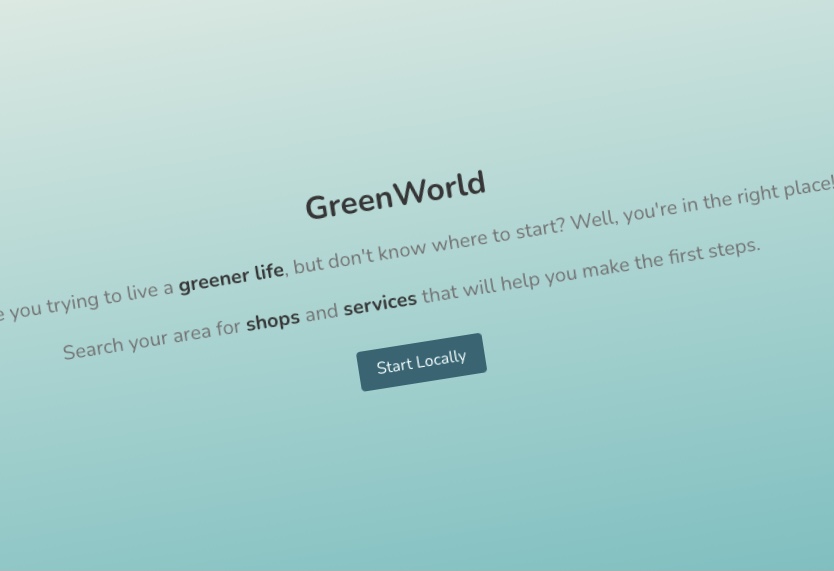 GreenWorld
you trying to live a greener life, but don't know where to start? Well, you're in the right place!
Search your area for shops and services that will help you make the first steps.
Start Locally